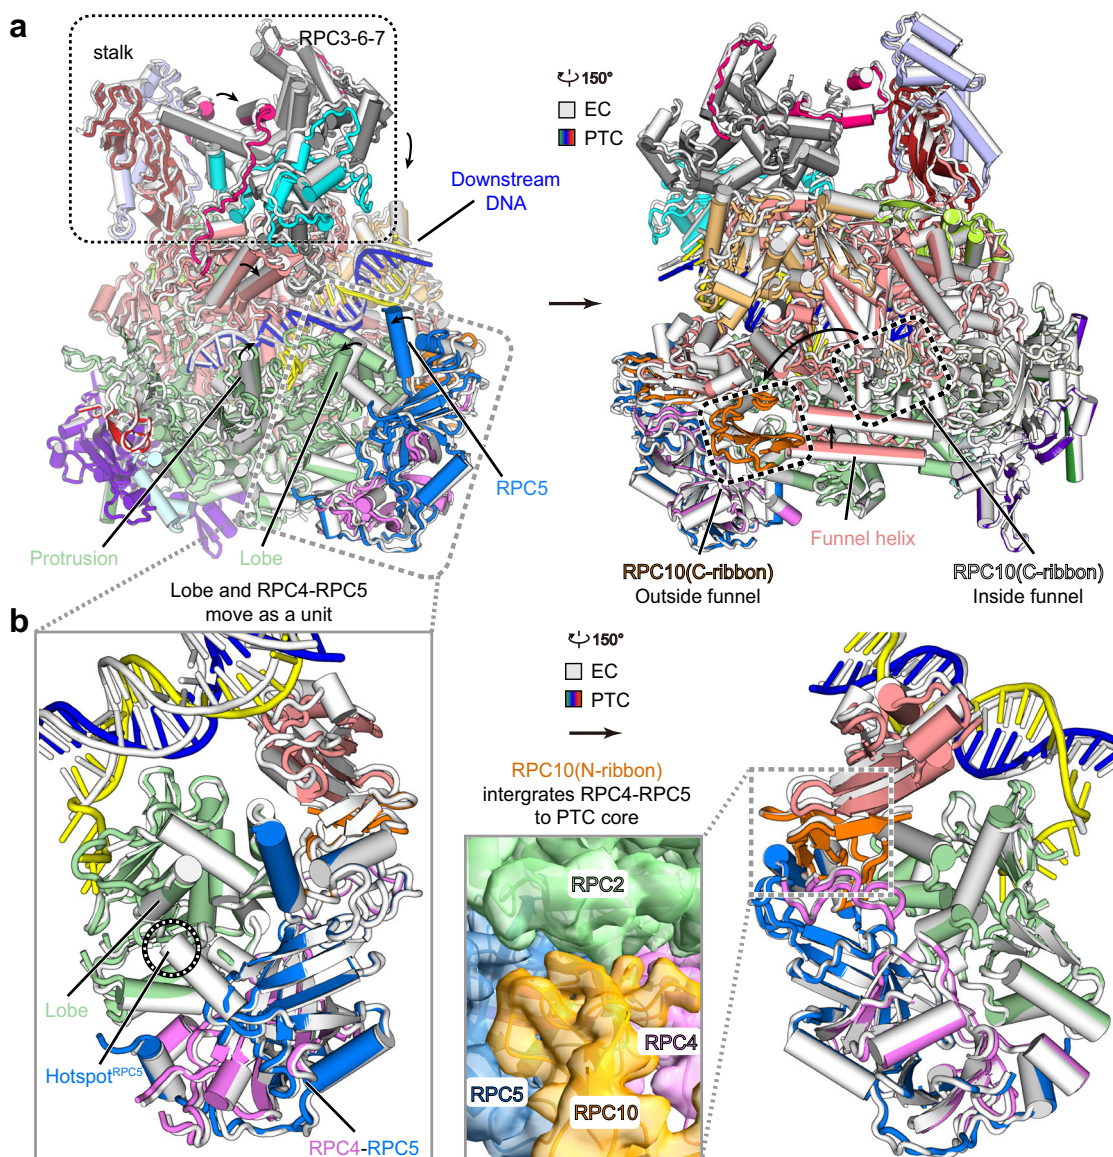 a
stalk
RPC3-6-7
150°
EC
PTC
Downstream
DNA
RPC5
Protrusion
Lobe
Funnel helix
RPC10(C-ribbon)
Outside funnel
RPC10(C-ribbon)
Inside funnel
Lobe and RPC4-RPC5
move as a unit
b
150°
EC
PTC
RPC10(N-ribbon)
intergrates RPC4-RPC5
to PTC core
RPC2
RPC4
RPC5
RPC10
Lobe
Hotspot^RPC5
RPC4-RPC5